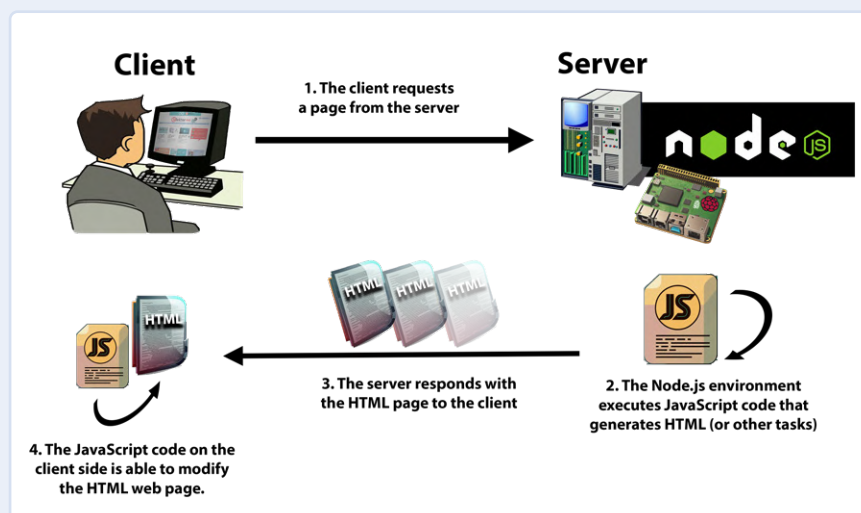 Client
Server
1. The client requests
a page from the server
node
JS
HTML
HTML
HTML
JS
HTML
JS
3. The server responds with
the HTML page to the client
2. The Node.js environment
executes JavaScript code that
generates HTML (or other tasks)
4. The JavaScript code on the
client side is able to modify
the HTML web page.